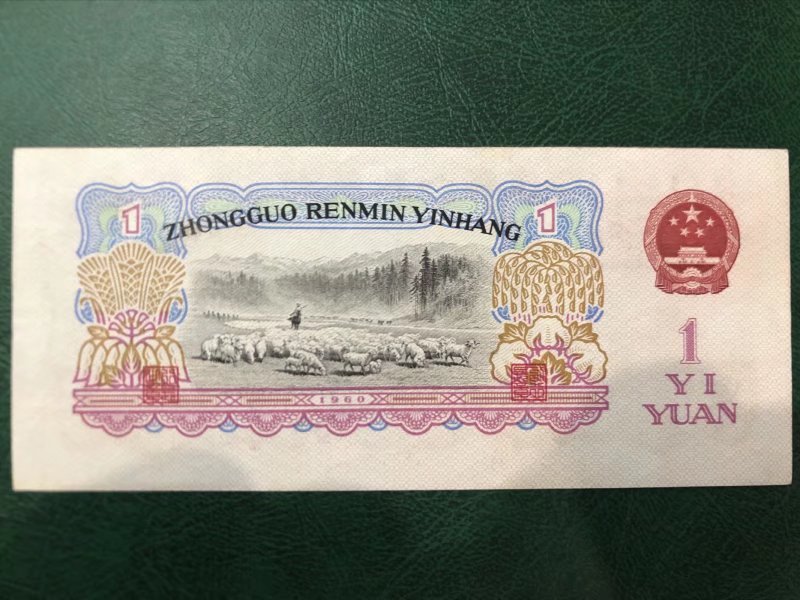 1
ZHONGGUO RENMIN YINHANG
1
1960
1
YI
YUAN